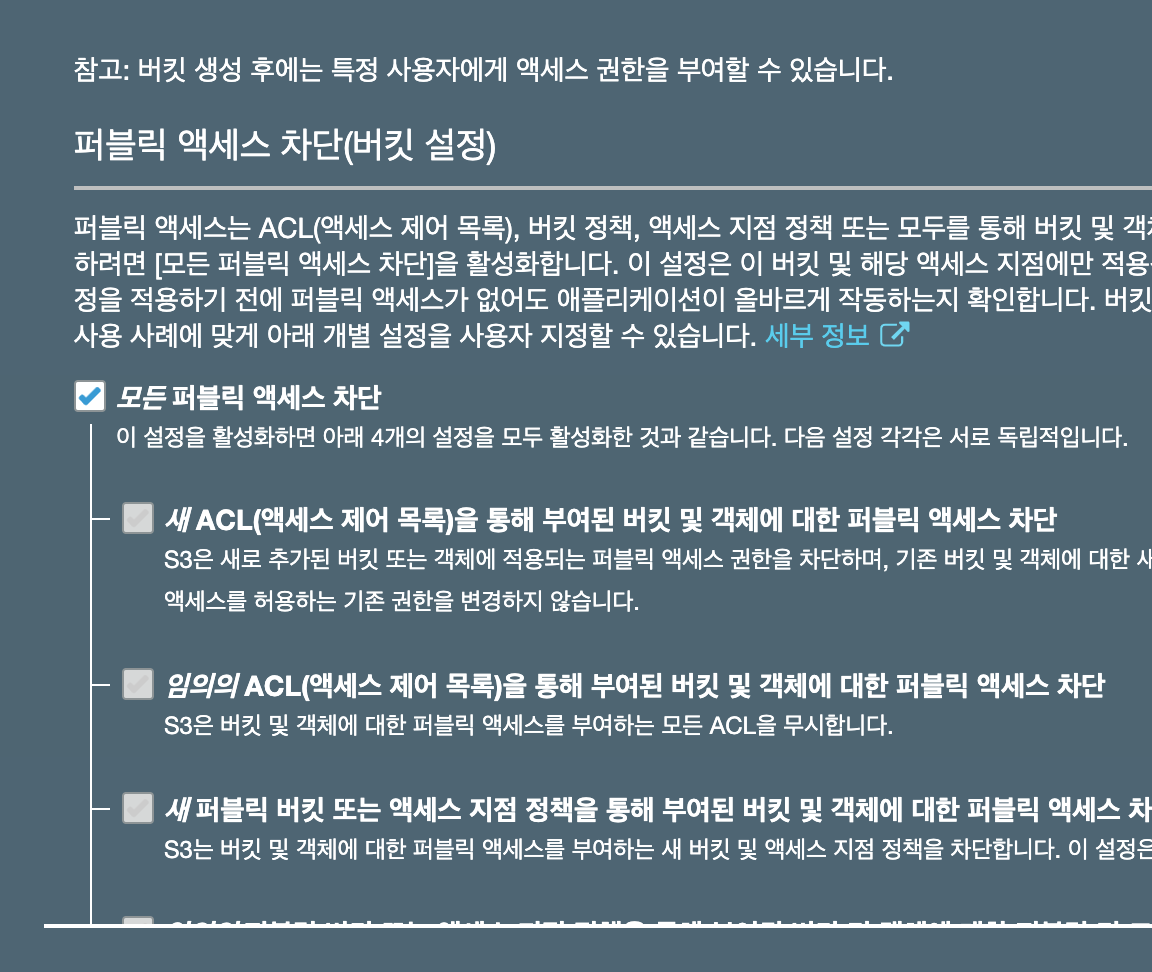 참고: 버킷 생성 후에는 특정 사용자에게 액세스 권한을 부여할 수 있습니다.
퍼블릭 액세스 차단(버킷 설정)
퍼블릭 액세스는 ACL(액세스 제어 목록), 버킷 정책, 액세스 지점 정책 또는 모두를 통해 버킷 및
하려면 [모든 퍼블릭 액세스 차단]을 활성화합니다. 이 설정은 이 버킷 및 해당 액세스 지점에만
정을 적용하기 전에 퍼블릭 액세스가 없어도 애플리케이션이 올바르게 작동하는지 확인합니다. 버킷
사용 사례에 맞게 아래 개별 설정을 사용자 지정할 수 있습니다. 세부 정보
모든 퍼블릭 액세스 차단
이 설정을 활성화하면 아래 4개의 설정을 모두 활성화한 것과 같습니다. 다음 설정 각각은 서로 독립적입니다.
새 ACL(액세스 제어 목록)을 통해 부여된 버킷 및 객체에 대한 퍼블릭 액세스 차단
S3은 새로 추가된 버킷 또는 객체에 적용되는 퍼블릭 액세스 권한을 차단하며, 기존 버킷 및 객체에 대한 새
액세스를 허용하는 기존 권한을 변경하지 않습니다.
임의의 ACL(액세스 제어 목록)을 통해 부여된 버킷 및 객체에 대한 퍼블릭 액세스 차단
S3은 버킷 및 객체에 대한 퍼블릭 액세스를 부여하는 모든 ACL을 무시합니다.
새 퍼블릭 버킷 또는 액세스 지점 정책을 통해 부여된 버킷 및 객체에 대한 퍼블릭 액세스 차
S3는 버킷 및 객체에 대한 퍼블릭 액세스를 부여하는 새 버킷 및 액세스 지점 정책을 차단합니다. 이 설정은